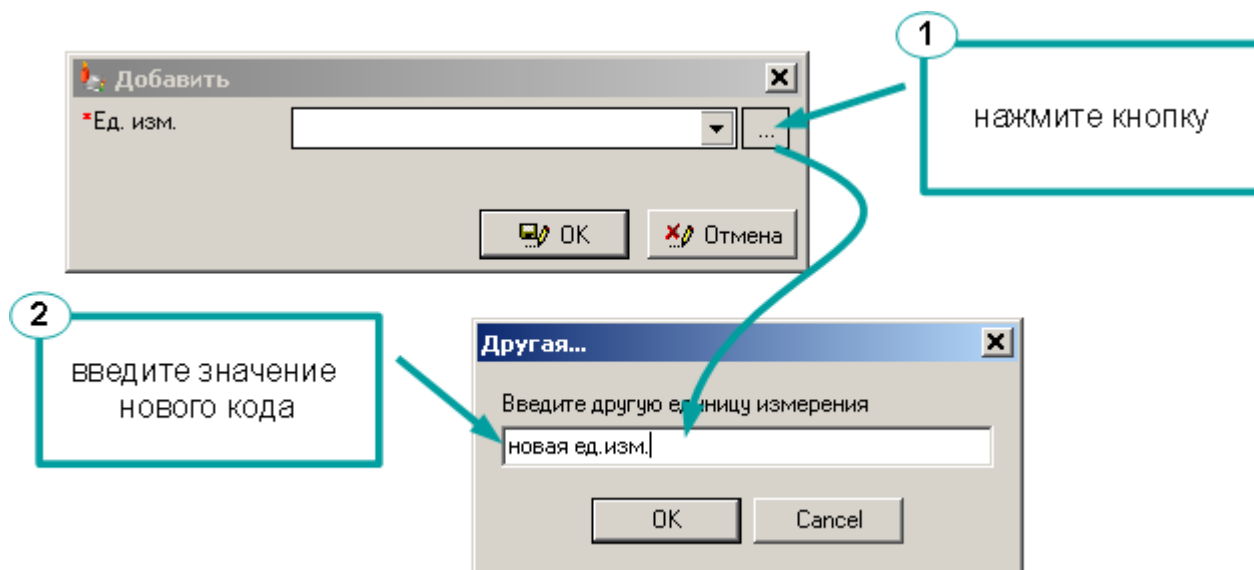 1
нажмите кнопку
Добавить
*Ед. изм.
...
OK
Отмена
2
введите значение
нового кода
Другая...
Введите другую единицу измерения
новая ед.изм.
OK
Cancel